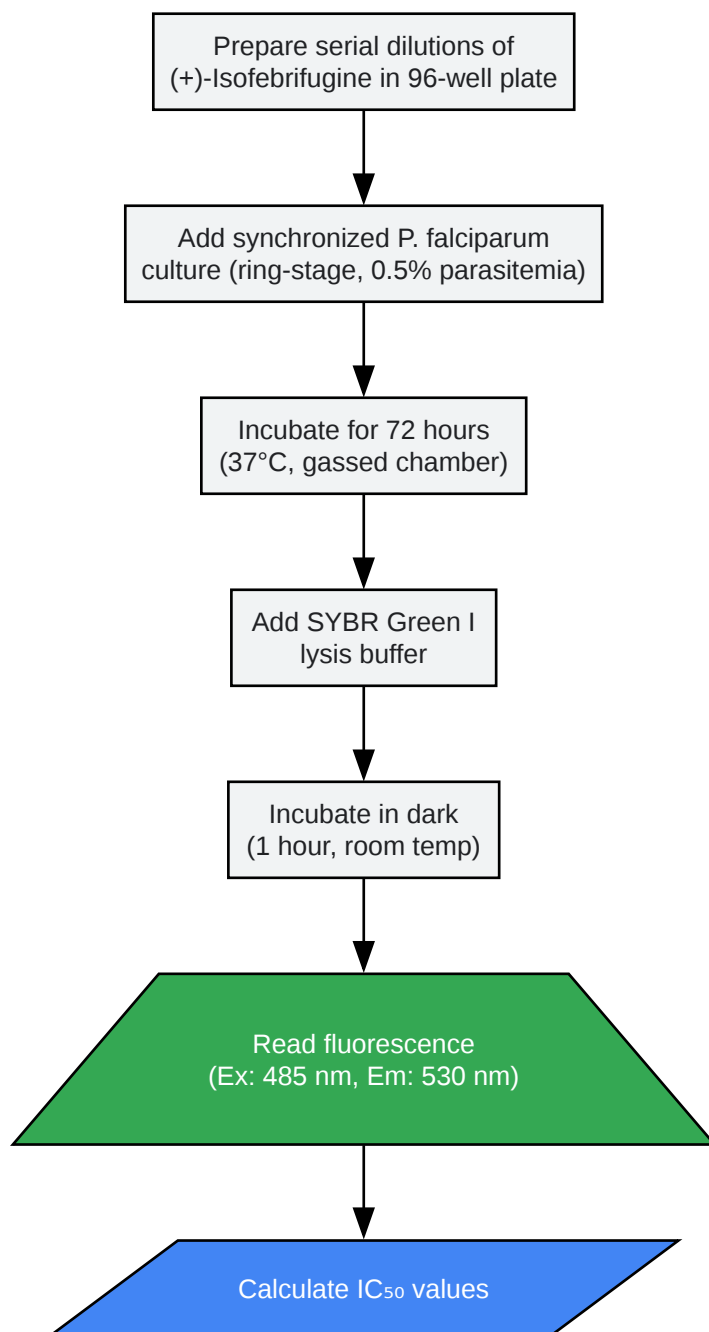 Prepare serial dilutions of
(+)-Isofebrifugine in 96-well plate
Add synchronized P. falciparum
culture (ring-stage, 0.5% parasitemia)
Incubate for 72 hours
(37°C, gassed chamber)
Add SYBR Green I
lysis buffer
Incubate in dark
(1 hour, room temp)
Read fluorescence
(Ex: 485 nm, Em: 530 nm)
Calculate IC₅₀ values